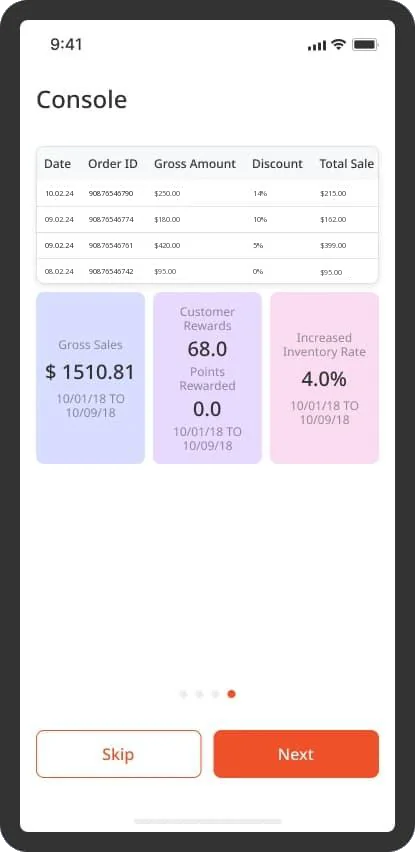 9:41
Console
Date Order ID Gross Amount Discount Total Sale
10.02.24 90876546790 $250.00 14% $215.00
09.02.24 90876546774 $180.00 10% $162.00
09.02.24 90876546761 $420.00 5% $399.00
08.02.24 90876546742 $95.00 0% $95.00
Gross Sales
$ 1510.81
10/01/18 TO
10/09/18
Customer
Rewards
68.0
Points
Rewarded
0.0
10/01/18 TO
10/09/18
Increased
Inventory Rate
4.0%
10/01/18 TO
10/09/18
Skip
Next